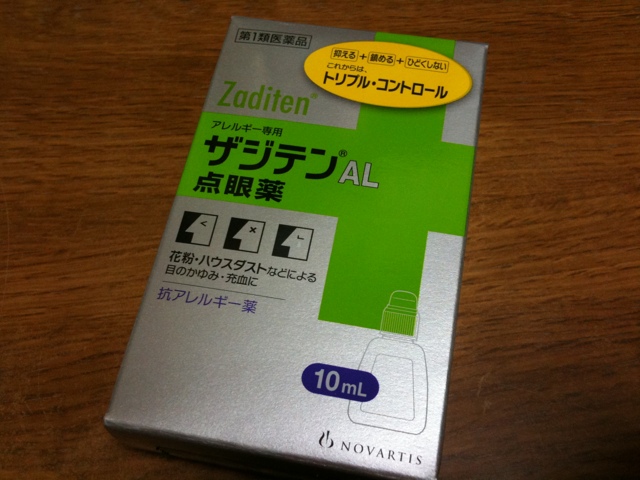 第1類医薬品
抑える+鎮める+ひどくしない
これからは、
トリプル・コントロール
Zaditen®
アレルギー専用
ザジテン®AL
点眼薬
花粉・ハウスダストなどによる
目のかゆみ・充血に
抗アレルギー薬
10mL
NOVARTIS